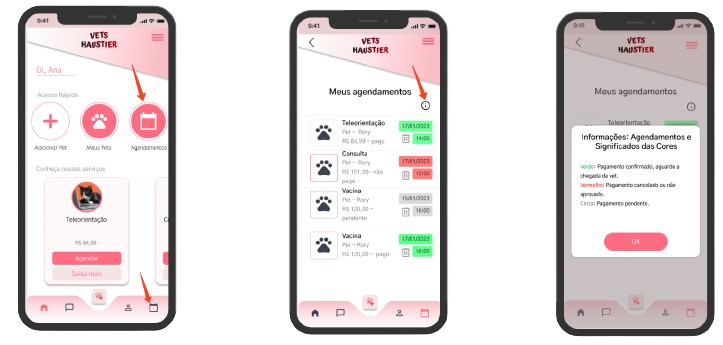 9:41
VETS
HAUSTIER
Oi, Ana
Acesso Rápido
Adicionar Pet
Meus Pets
Agendamentos
Conheça nossos serviços
Teleorientação
R$ 84,99
Agendar
Saiba mais
9:41
VETS
HAUSTIER
Meus agendamentos
Teleorientação
Pet – Rory
R$ 84,99 – pago
17/01/2023
14:00
Consulta
Pet – Rory
R$ 151,00– não
pago
17/01/2023
15:00
Vacina
Pet – Rory
R$ 120,00 –
pendente
15/01/2023
16:00
Vacina
Pet – Rory
R$ 120,00 – pago
17/01/2023
16:00
9:41
VETS
HAUSTIER
Meus agendamentos
Teleorientação
Informações: Agendamentos e
Significados das Cores
Verde: Pagamento confirmado, aguarde a
chegada da vet.
Vermelho: Pagamento cancelado ou não
aprovado.
Cinza: Pagamento pendente.
OK